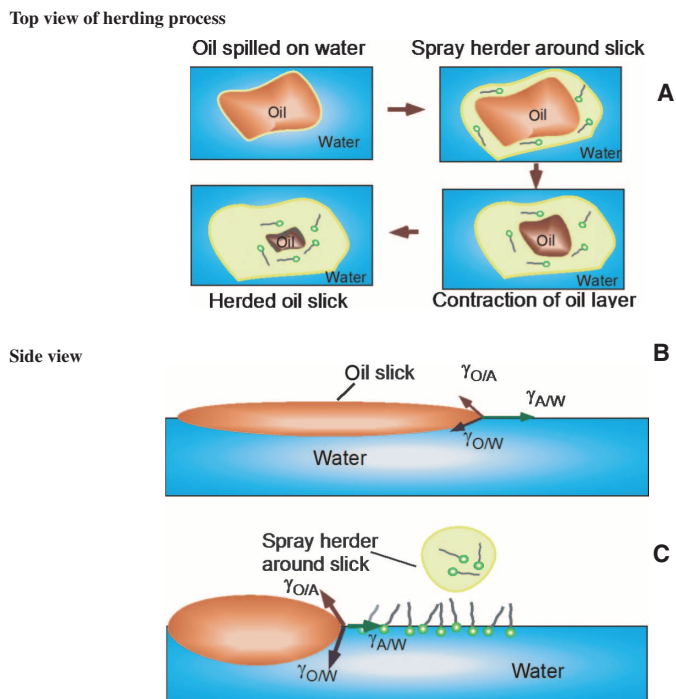 Top view of herding process
Oil spilled on water
Spray herder around slick
A
Oil
Water
Oil
Water
Oil
Water
Oil
Water
Herded oil slick
Contraction of oil layer
Side view
B
Oil slick
γO/A
γA/W
γO/W
Water
C
Spray herder
around slick
γO/A
γA/W
γO/W
Water